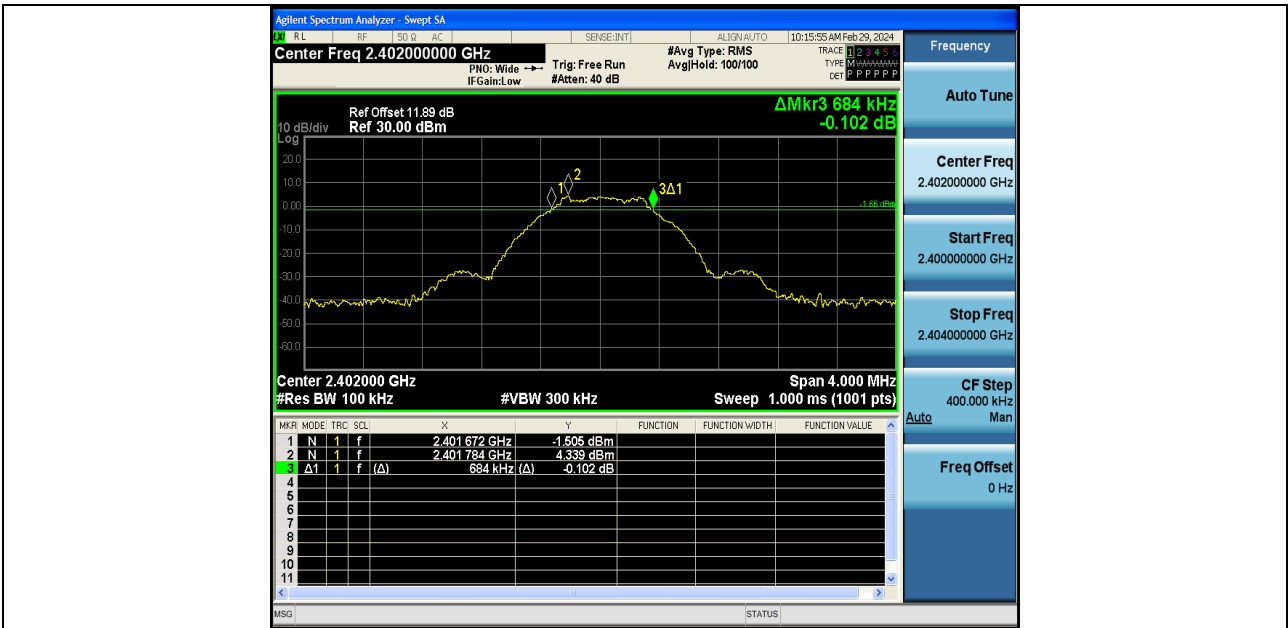 Agilent Spectrum Analyzer - Swept SA
RL RF 50 Ω AC SENSE:INT ALIGN AUTO 10:15:55 AM Feb 29, 2024
Center Freq 2.402000000 GHz
PNO: Wide
IFGain:Low
Trig: Free Run
#Atten: 40 dB
#Avg Type: RMS
Avg|Hold: 100/100
TRACE 1 2 3 4 5 6
TYPE M W W W W W
DET P P P P P P
ΔMkr3 684 kHz
-0.102 dB
Ref Offset 11.89 dB
10 dB/div Ref 30.00 dBm
Log
20.0
10.0
0.00
-10.0
-20.0
-30.0
-40.0
-50.0
-60.0
1
2
3Δ1
-1.66 dBm
Center 2.402000 GHz Span 4.000 MHz
#Res BW 100 kHz #VBW 300 kHz Sweep 1.000 ms (1001 pts)
MKR MODE TRC SCL X Y FUNCTION FUNCTION WIDTH FUNCTION VALUE
1 N 1 f 2.401 672 GHz -1.505 dBm
2 N 1 f 2.401 784 GHz 4.339 dBm
3 Δ1 1 f (Δ) 684 kHz (Δ) -0.102 dB
4
5
6
7
8
9
10
11
MSG STATUS
Frequency
Auto Tune
Center Freq
2.402000000 GHz
Start Freq
2.400000000 GHz
Stop Freq
2.404000000 GHz
CF Step
400.000 kHz
Auto Man
Freq Offset
0 Hz